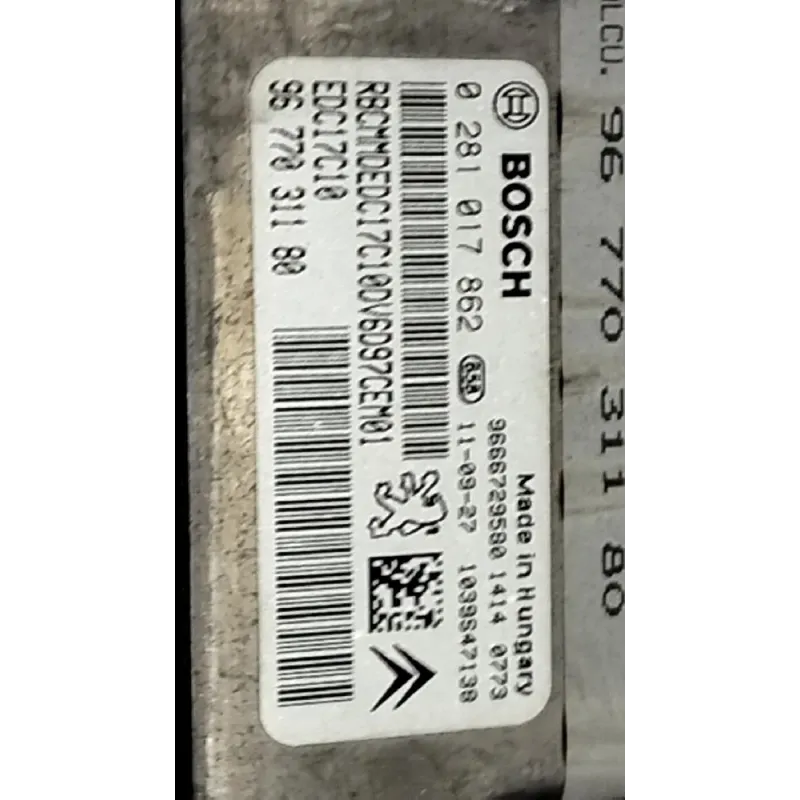 ALCU. 96 770 311 80
BOSCH
Made in Hungary
9666729580 1414 0773
0 281 017 862
11-09-27 1039S47138
RBCMMDEDC17C10DV6D97CEM01
EDC17C10
96 770 311 80